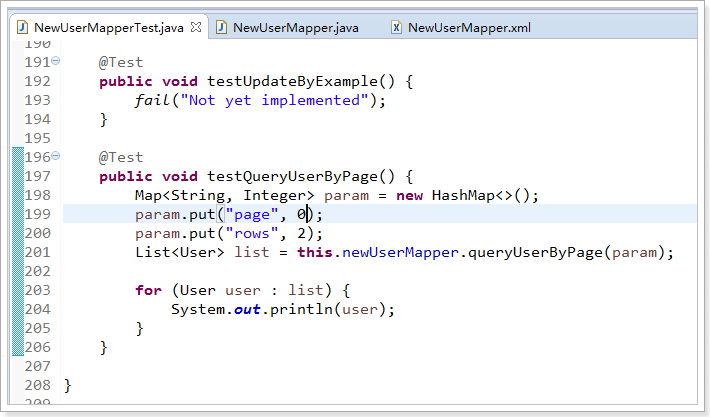 NewUserMapperTest.java NewUserMapper.java NewUserMapper.xml
190
191 @Test
192 public void testUpdateByExample() {
193 fail("Not yet implemented");
194 }
195
196 @Test
197 public void testQueryUserByPage() {
198 Map<String, Integer> param = new HashMap<>();
199 param.put("page", 0);
200 param.put("rows", 2);
201 List<User> list = this.newUserMapper.queryUserByPage(param);
202
203 for (User user : list) {
204 System.out.println(user);
205 }
206 }
207
208 }
209